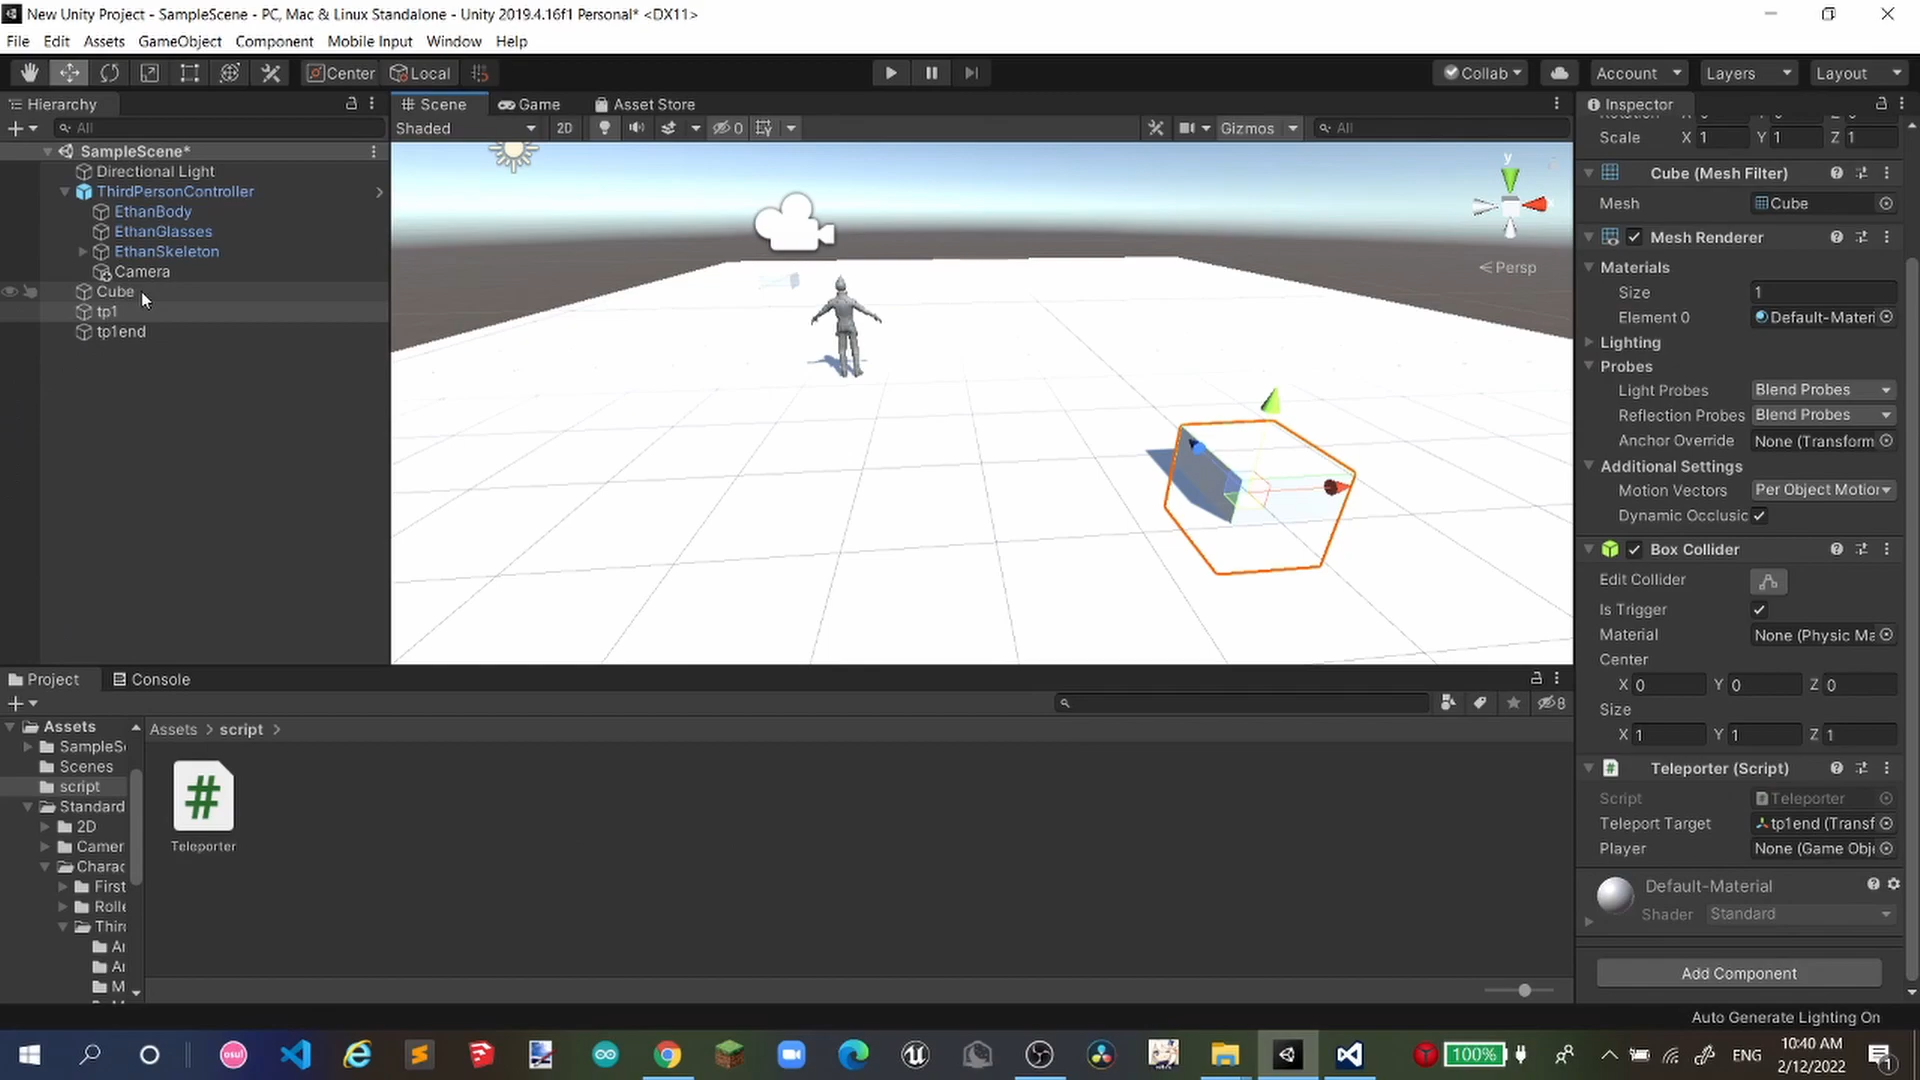 New Unity Project - SampleScene - PC, Mac & Linux Standalone - Unity 2019.4.16f1 Personal* <DX11>
File Edit Assets GameObject Component Mobile Input Window Help
Center Local Collab Account Layers Layout
Hierarchy
All
SampleScene*
Directional Light
ThirdPersonController
EthanBody
EthanGlasses
EthanSkeleton
Camera
Cube
tp1
tp1end
Scene Game Asset Store
Shaded 2D 0 Gizmos All
y
Persp
Inspector
Scale X 1 Y 1 Z 1
Cube (Mesh Filter)
Mesh Cube
Mesh Renderer
Materials
Size 1
Element 0 Default-Materi
Lighting
Probes
Light Probes Blend Probes
Reflection Probes Blend Probes
Anchor Override None (Transform
Additional Settings
Motion Vectors Per Object Motion
Dynamic Occlusic
Box Collider
Edit Collider
Is Trigger
Material None (Physic Ma
Center
X 0 Y 0 Z 0
Size
X 1 Y 1 Z 1
Teleporter (Script)
Script Teleporter
Teleport Target tp1end (Transf
Player None (Game Obj
Default-Material
Shader Standard
Add Component
Project Console
8
Assets
SampleS
Scenes
script
Standard
2D
Camer
Charac
First
Rolle
Thir
A
A
M
Assets > script >
#
Teleporter
Auto Generate Lighting On
osu!
100%
ENG
10:40 AM
2/12/2022
1